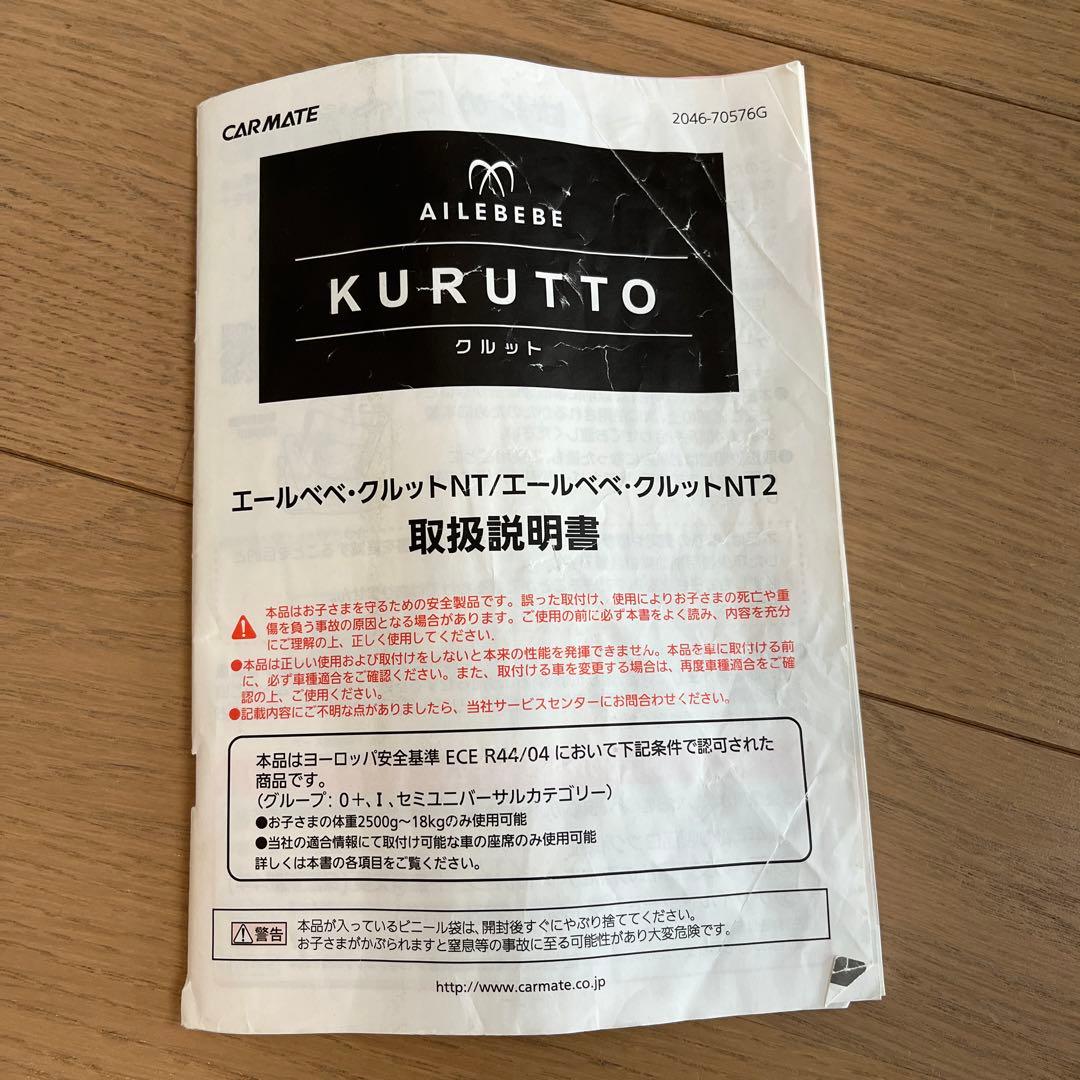 CARMATE
2046-70576G
AILEBEBE
KURUTTO
クルット
エールベベ・クルットNT/エールベベ・クルットNT2
取扱説明書
本品はお子さまを守るための安全製品です。誤った取付け、使用によりお子さまの死亡や重
傷を負う事故の原因となる場合があります。ご使用の前に必ず本書をよく読み、内容を充分
にご理解の上、正しく使用してください.
●本品は正しい使用および取付けをしないと本来の性能を発揮できません。本品を車に取付ける前
に、必ず車種適合をご確認ください。また、取付ける車を変更する場合は、再度車種適合をご確
認の上、ご使用ください。
●記載内容にご不明な点がありましたら、当社サービスセンターにお問合わせください。
本品はヨーロッパ安全基準 ECE R44/04 において下記条件で認可された
商品です。
（グループ: 0＋、I、セミユニバーサルカテゴリー）
●お子さまの体重2500g～18kgのみ使用可能
●当社の適合情報にて取付け可能な車の座席のみ使用可能
詳しくは本書の各項目をご覧ください。
警告
本品が入っているビニール袋は、開封後すぐにやぶり捨ててください。
お子さまがかぶられますと窒息等の事故に至る可能性があり大変危険です。
http://www.carmate.co.jp